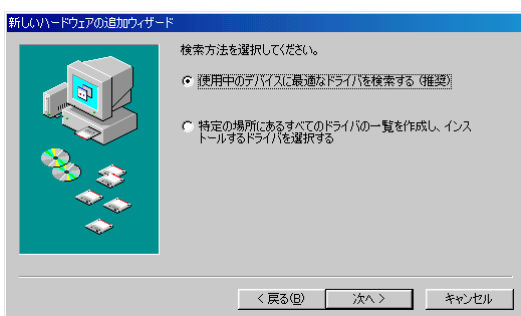 新しいハードウェアの追加ウィザード
検索方法を選択してください。
使用中のデバイスに最適なドライバを検索する（推奨）
特定の場所にあるすべてのドライバの一覧を作成し、インス
トールするドライバを選択する
< 戻る(B)
次へ >
キャンセル